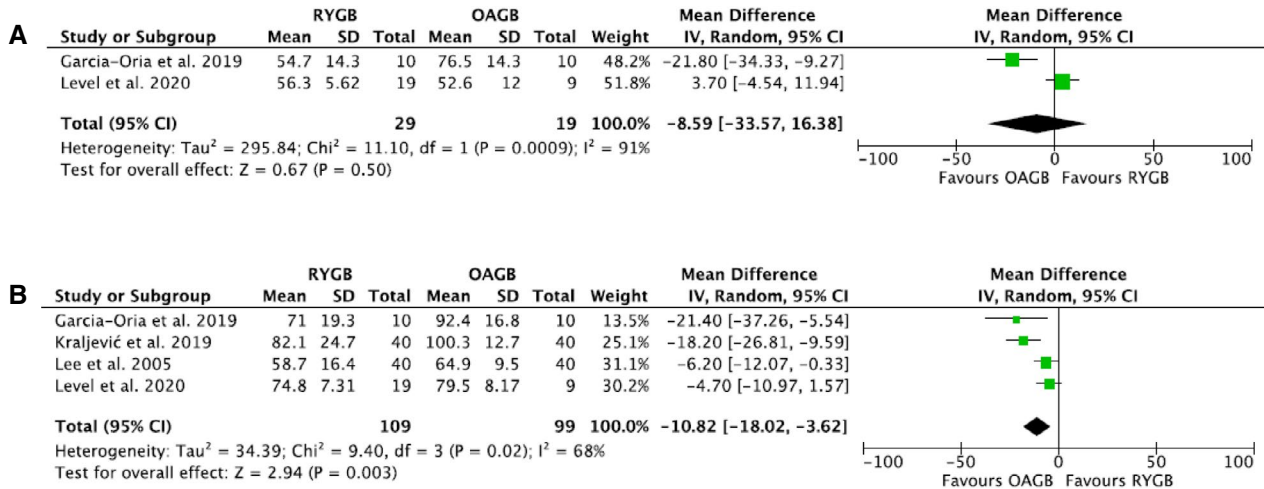 A
RYGB OAGB Mean Difference Mean Difference
Study or Subgroup Mean SD Total Mean SD Total Weight IV, Random, 95% CI IV, Random, 95% CI
Garcia-Oria et al. 2019 54.7 14.3 10 76.5 14.3 10 48.2% -21.80 [-34.33, -9.27]
Level et al. 2020 56.3 5.62 19 52.6 12 9 51.8% 3.70 [-4.54, 11.94]
Total (95% CI) 29 19 100.0% -8.59 [-33.57, 16.38]
Heterogeneity: Tau² = 295.84; Chi² = 11.10, df = 1 (P = 0.0009); I² = 91%
Test for overall effect: Z = 0.67 (P = 0.50)
-100 -50 0 50 100
Favours OAGB Favours RYGB
B
RYGB OAGB Mean Difference Mean Difference
Study or Subgroup Mean SD Total Mean SD Total Weight IV, Random, 95% CI IV, Random, 95% CI
Garcia-Oria et al. 2019 71 19.3 10 92.4 16.8 10 13.5% -21.40 [-37.26, -5.54]
Kraljević et al. 2019 82.1 24.7 40 100.3 12.7 40 25.1% -18.20 [-26.81, -9.59]
Lee et al. 2005 58.7 16.4 40 64.9 9.5 40 31.1% -6.20 [-12.07, -0.33]
Level et al. 2020 74.8 7.31 19 79.5 8.17 9 30.2% -4.70 [-10.97, 1.57]
Total (95% CI) 109 99 100.0% -10.82 [-18.02, -3.62]
Heterogeneity: Tau² = 34.39; Chi² = 9.40, df = 3 (P = 0.02); I² = 68%
Test for overall effect: Z = 2.94 (P = 0.003)
-100 -50 0 50 100
Favours OAGB Favours RYGB